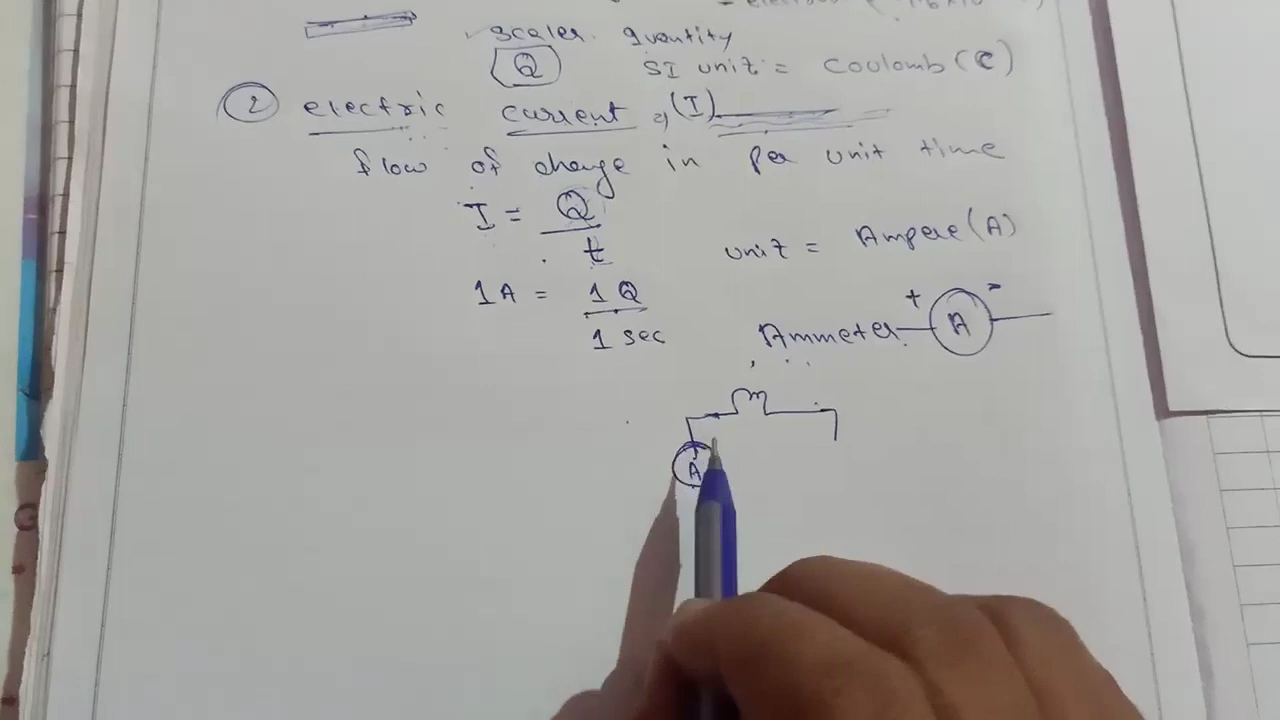 scaler quantity
Q SI unit = Coulomb (C)
2 electric current (I)
flow of charge in per unit time
I = Q / t
unit = Ampere (A)
1A = 1Q / 1 sec
Ammeter + A -
A